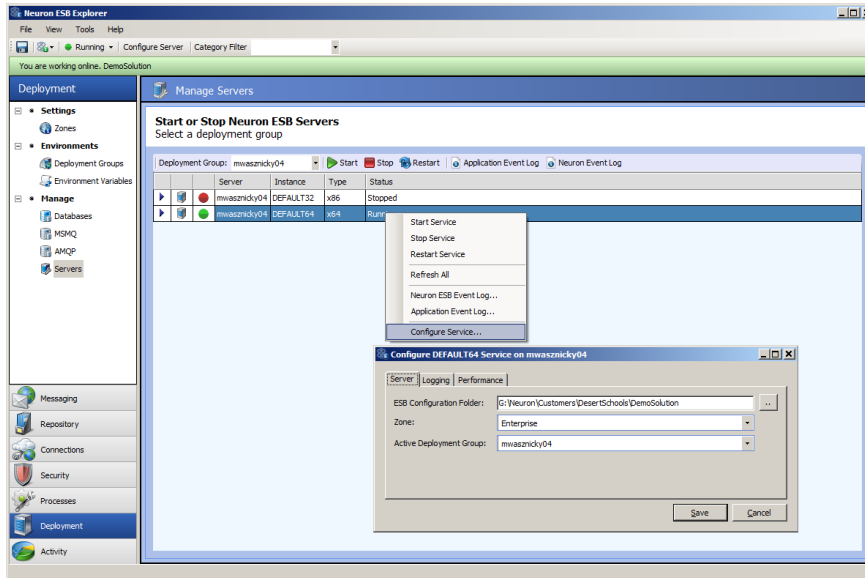 Neuron ESB Explorer
File View Tools Help
Running Configure Server Category Filter
You are working online. DemoSolution
Deployment
Settings
Zones
Environments
Deployment Groups
Environment Variables
Manage
Databases
MSMQ
AMQP
Servers
Messaging
Repository
Connections
Security
Processes
Deployment
Activity
Manage Servers
Start or Stop Neuron ESB Servers
Select a deployment group
Deployment Group: mwasznicky04 Start Stop Restart Application Event Log Neuron Event Log
Server Instance Type Status
mwasznicky04 DEFAULT32 x86 Stopped
mwasznicky04 DEFAULT64 x64 Runn
Start Service
Stop Service
Restart Service
Refresh All
Neuron ESB Event Log...
Application Event Log...
Configure Service...
Configure DEFAULT64 Service on mwasznicky04
Server Logging Performance
ESB Configuration Folder: G:\Neuron\Customers\DesertSchools\DemoSolution ..
Zone: Enterprise
Active Deployment Group: mwasznicky04
Save Cancel